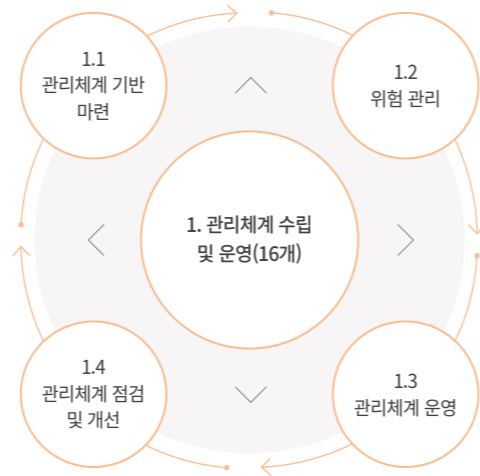 1.1
관리체계 기반
마련
1.2
위험 관리
1. 관리체계 수립
및 운영(16개)
1.4
관리체계 점검
및 개선
1.3
관리체계 운영